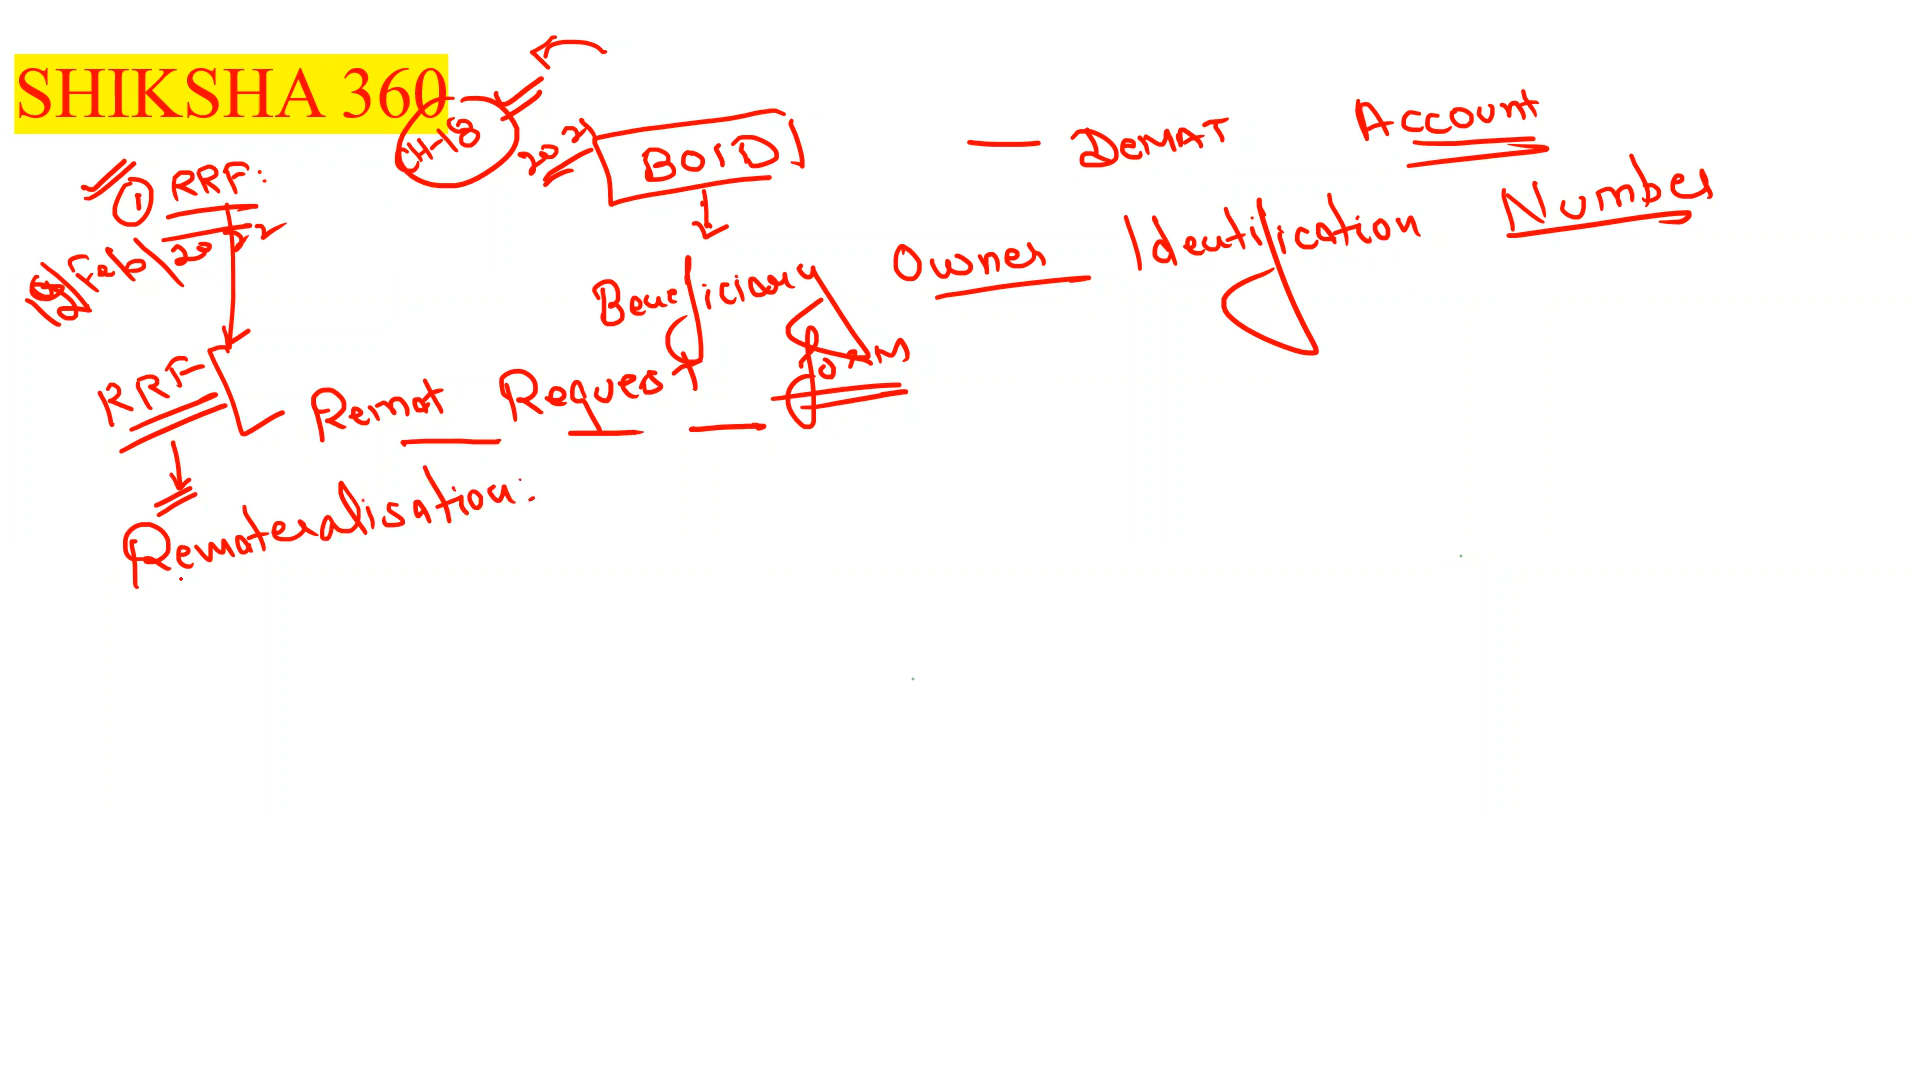 SHIKSHA 360
CH-18
2021
BOID
— DEMAT Account
① RRF:
Feb/2022
Beneficiary Owner Identification Number
RRF
Remat Request form
Remateralisation: